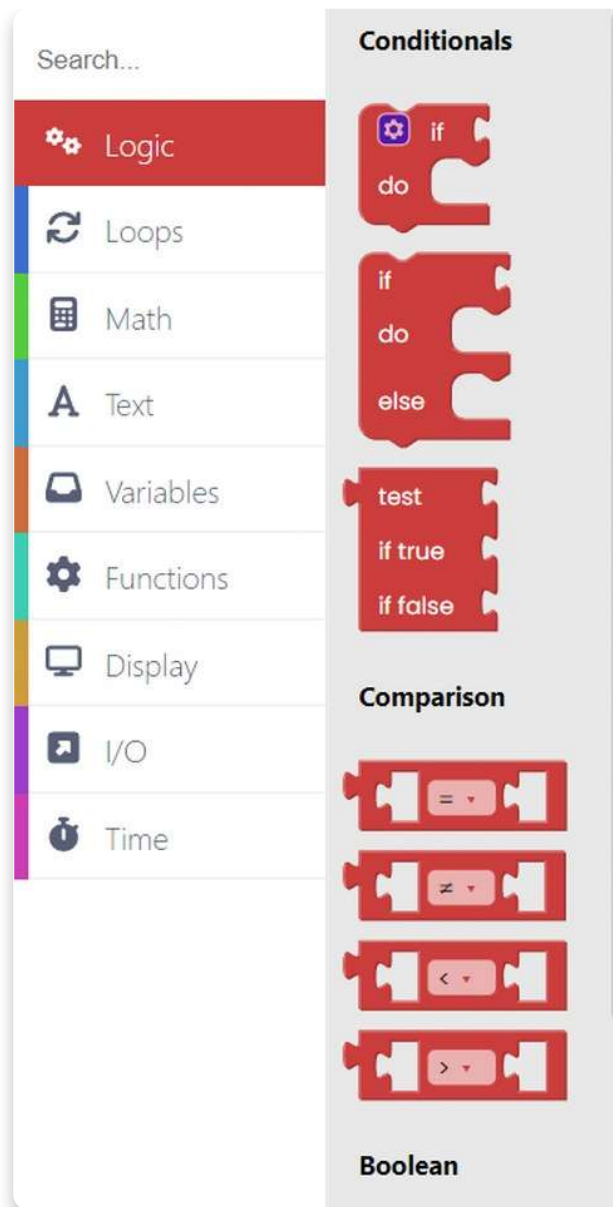 Search...
Logic
Loops
Math
Text
Variables
Functions
Display
I/O
Time
Conditionals
if
do
if
do
else
test
if true
if false
Comparison
=
≠
<
>
Boolean